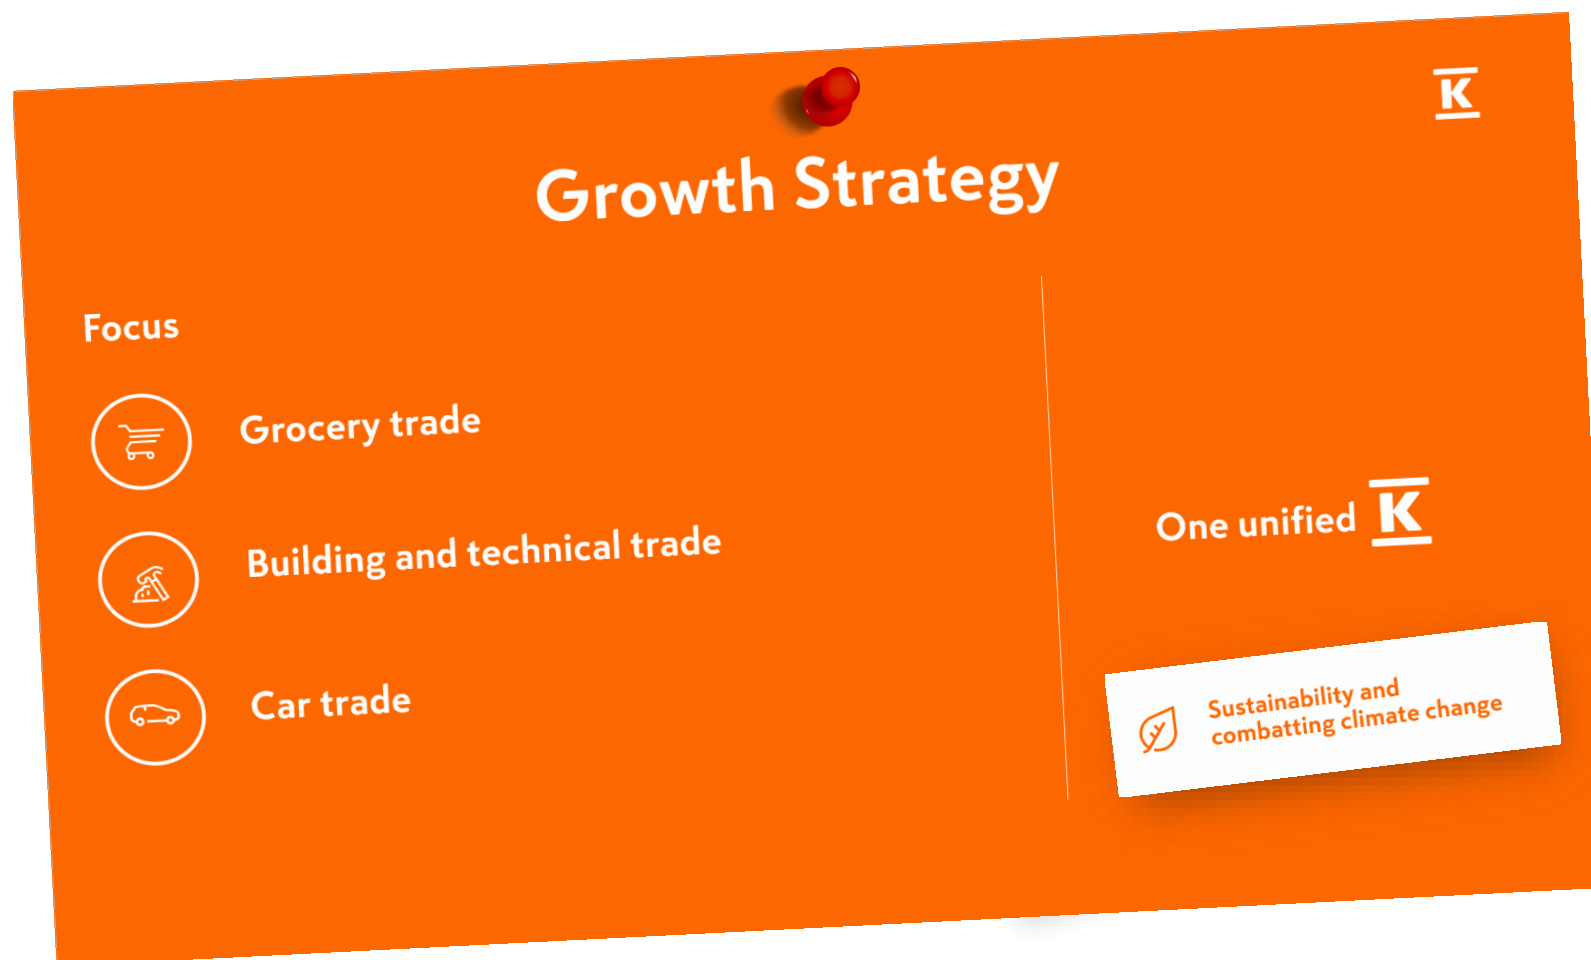 K
Growth Strategy
Focus
Grocery trade
Building and technical trade
Car trade
One unified K
Sustainability and
combatting climate change